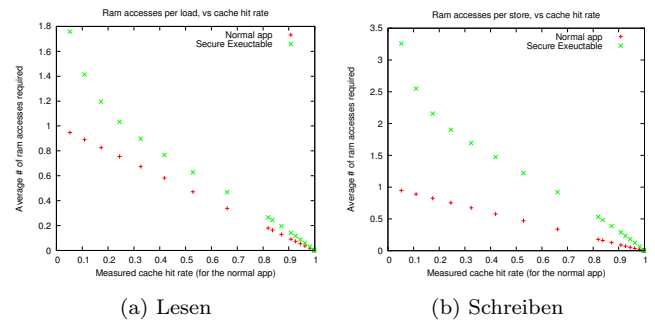 Ram accesses per load, vs cache hit rate
Normal app
Secure Exeuctable
Average # of ram accesses required
1.8
1.6
1.4
1.2
1
0.8
0.6
0.4
0.2
0
0 0.1 0.2 0.3 0.4 0.5 0.6 0.7 0.8 0.9 1
Measured cache hit rate (for the normal app)
(a) Lesen
Ram accesses per store, vs cache hit rate
Normal app
Secure Exeuctable
Average # of ram accesses required
3.5
3
2.5
2
1.5
1
0.5
0
0 0.1 0.2 0.3 0.4 0.5 0.6 0.7 0.8 0.9 1
Measured cache hit rate (for the normal app)
(b) Schreiben